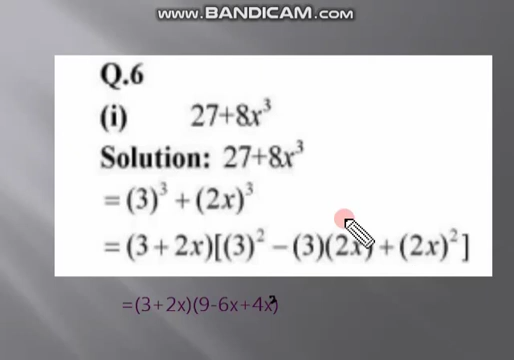 www.BANDICAM.com
Q.6
(i) 27+8x³
Solution: 27+8x³
= (3)³ + (2x)³
= (3 + 2x)[(3)² − (3)(2x) + (2x)²]
=(3+2x)(9-6x+4x²)